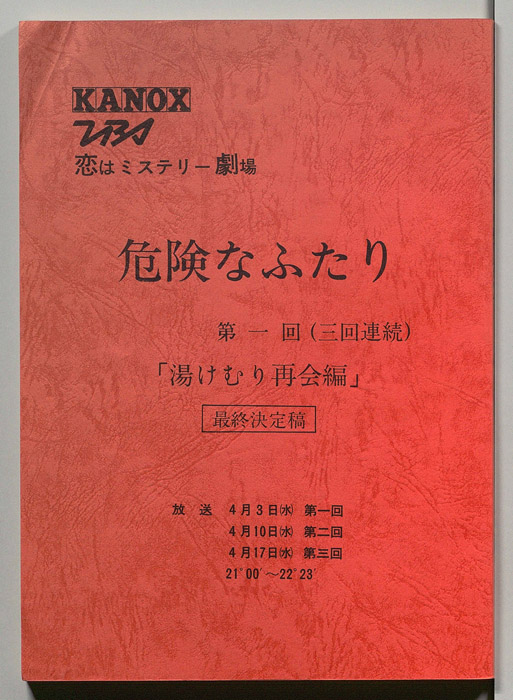 KANOX
TBS
恋はミステリー劇場
危険なふたり
第一回(三回連続)
「湯けむり再会編」
最終決定稿
放送 4月3日㈬ 第一回
4月10日㈬ 第二回
4月17日㈬ 第三回
21°00′～22°23′